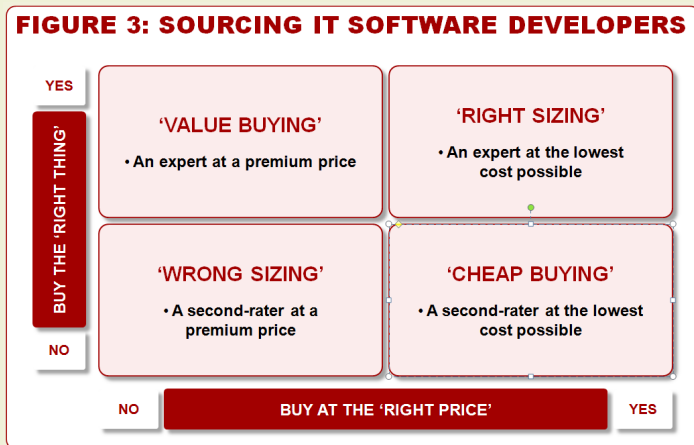 FIGURE 3: SOURCING IT SOFTWARE DEVELOPERS
YES
BUY THE 'RIGHT THING'
NO
'VALUE BUYING'
• An expert at a premium price
'RIGHT SIZING'
• An expert at the lowest
cost possible
'WRONG SIZING'
• A second-rater at a
premium price
'CHEAP BUYING'
• A second-rater at the lowest
cost possible
NO
BUY AT THE 'RIGHT PRICE'
YES